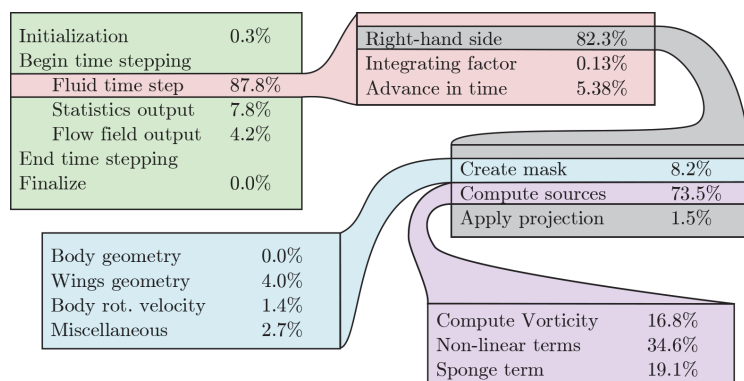 Initialization 0.3%
Begin time stepping
Fluid time step 87.8%
Statistics output 7.8%
Flow field output 4.2%
End time stepping
Finalize 0.0%
Right-hand side 82.3%
Integrating factor 0.13%
Advance in time 5.38%
Create mask 8.2%
Compute sources 73.5%
Apply projection 1.5%
Body geometry 0.0%
Wings geometry 4.0%
Body rot. velocity 1.4%
Miscellaneous 2.7%
Compute Vorticity 16.8%
Non-linear terms 34.6%
Sponge term 19.1%